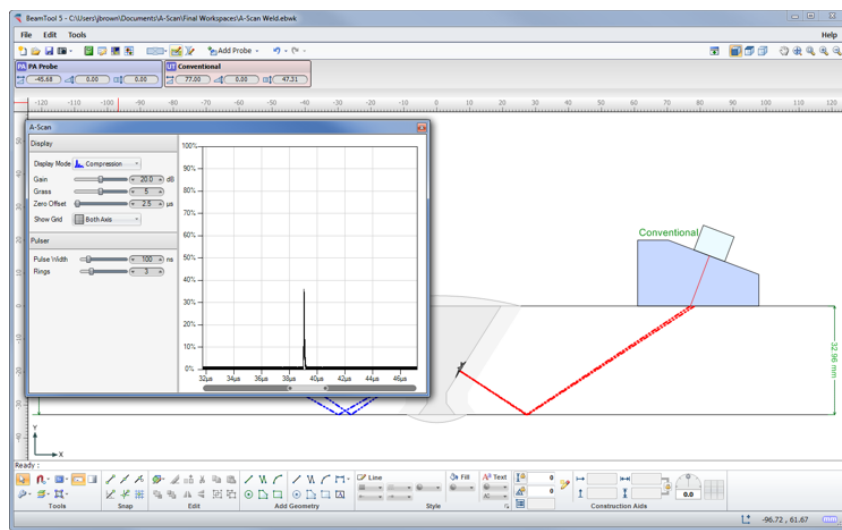 BeamTool 5 - C:\Users\jbrown\Documents\A-Scan\Final Workspaces\A-Scan Weld.ebwk
File Edit Tools Help
Add Probe
PA PA Probe
-45.68 0.00 0.00
UT Conventional
77.00 0.00 47.31
-120 -110 -100 -90 -80 -70 -60 -50 -40 -30 -20 -10 0 10 20 30 40 50 60 70 80 90 100 110 120
A-Scan
Display
Display Mode Compression
Gain 20.0 dB
Grass 5
Zero Offset 2.5 µs
Show Grid Both Axis
Pulser
Pulse Width 100 ns
Rings 3
100%
90%
80%
70%
60%
50%
40%
30%
20%
10%
0%
32µs 34µs 36µs 38µs 40µs 42µs 44µs 46µs
Conventional
32.96 mm
Y
X
Ready :
Line
Fill
Text
0
0
0.0
Tools Snap Edit Add Geometry Style Construction Aids
-96.72 , 61.67